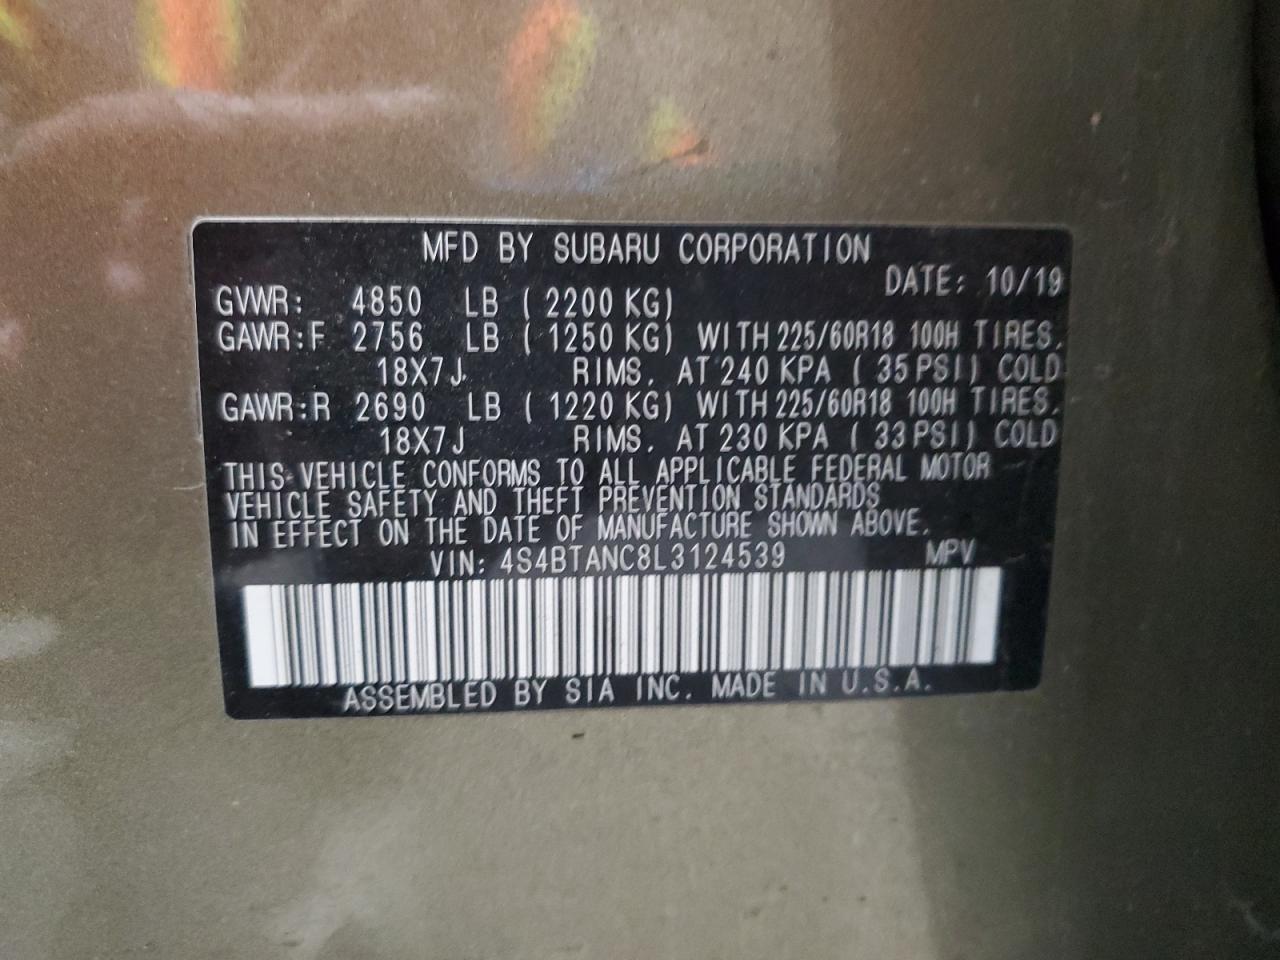 MFD BY SUBARU CORPORATION
DATE: 10/19
GVWR: 4850 LB ( 2200 KG)
GAWR:F 2756 LB ( 1250 KG) WITH 225/60R18 100H TIRES.
18X7J RIMS. AT 240 KPA ( 35 PSI) COLD
GAWR:R 2690 LB ( 1220 KG) WITH 225/60R18 100H TIRES.
18X7J RIMS. AT 230 KPA ( 33 PSI) COLD
THIS VEHICLE CONFORMS TO ALL APPLICABLE FEDERAL MOTOR
VEHICLE SAFETY AND THEFT PREVENTION STANDARDS
IN EFFECT ON THE DATE OF MANUFACTURE SHOWN ABOVE.
VIN: 4S4BTANC8L3124539 MPV
ASSEMBLED BY SIA INC. MADE IN U.S.A.